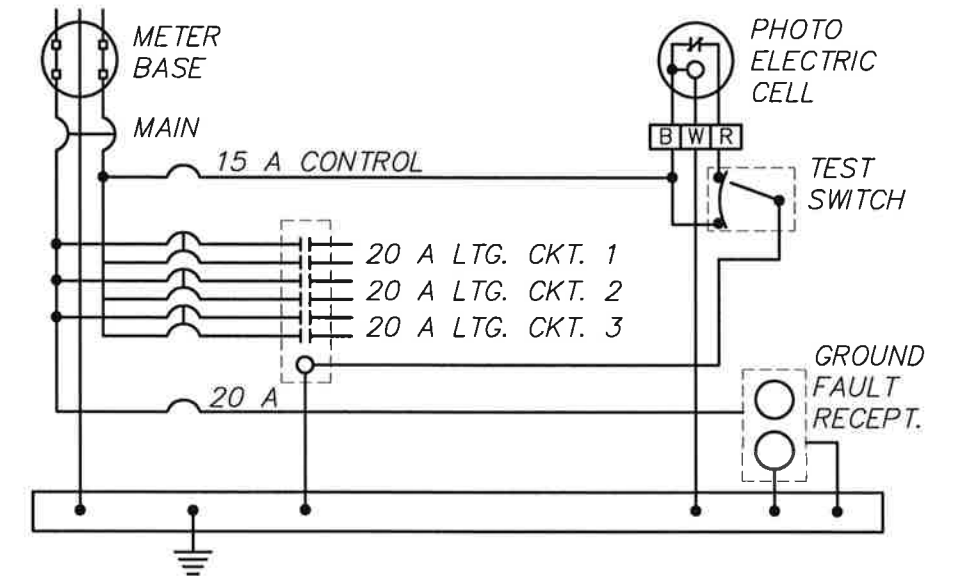 METER
BASE
PHOTO
ELECTRIC
CELL
MAIN
B W R
15 A CONTROL
TEST
SWITCH
20 A LTG. CKT. 1
20 A LTG. CKT. 2
20 A LTG. CKT. 3
GROUND
FAULT
RECEPT.
20 A